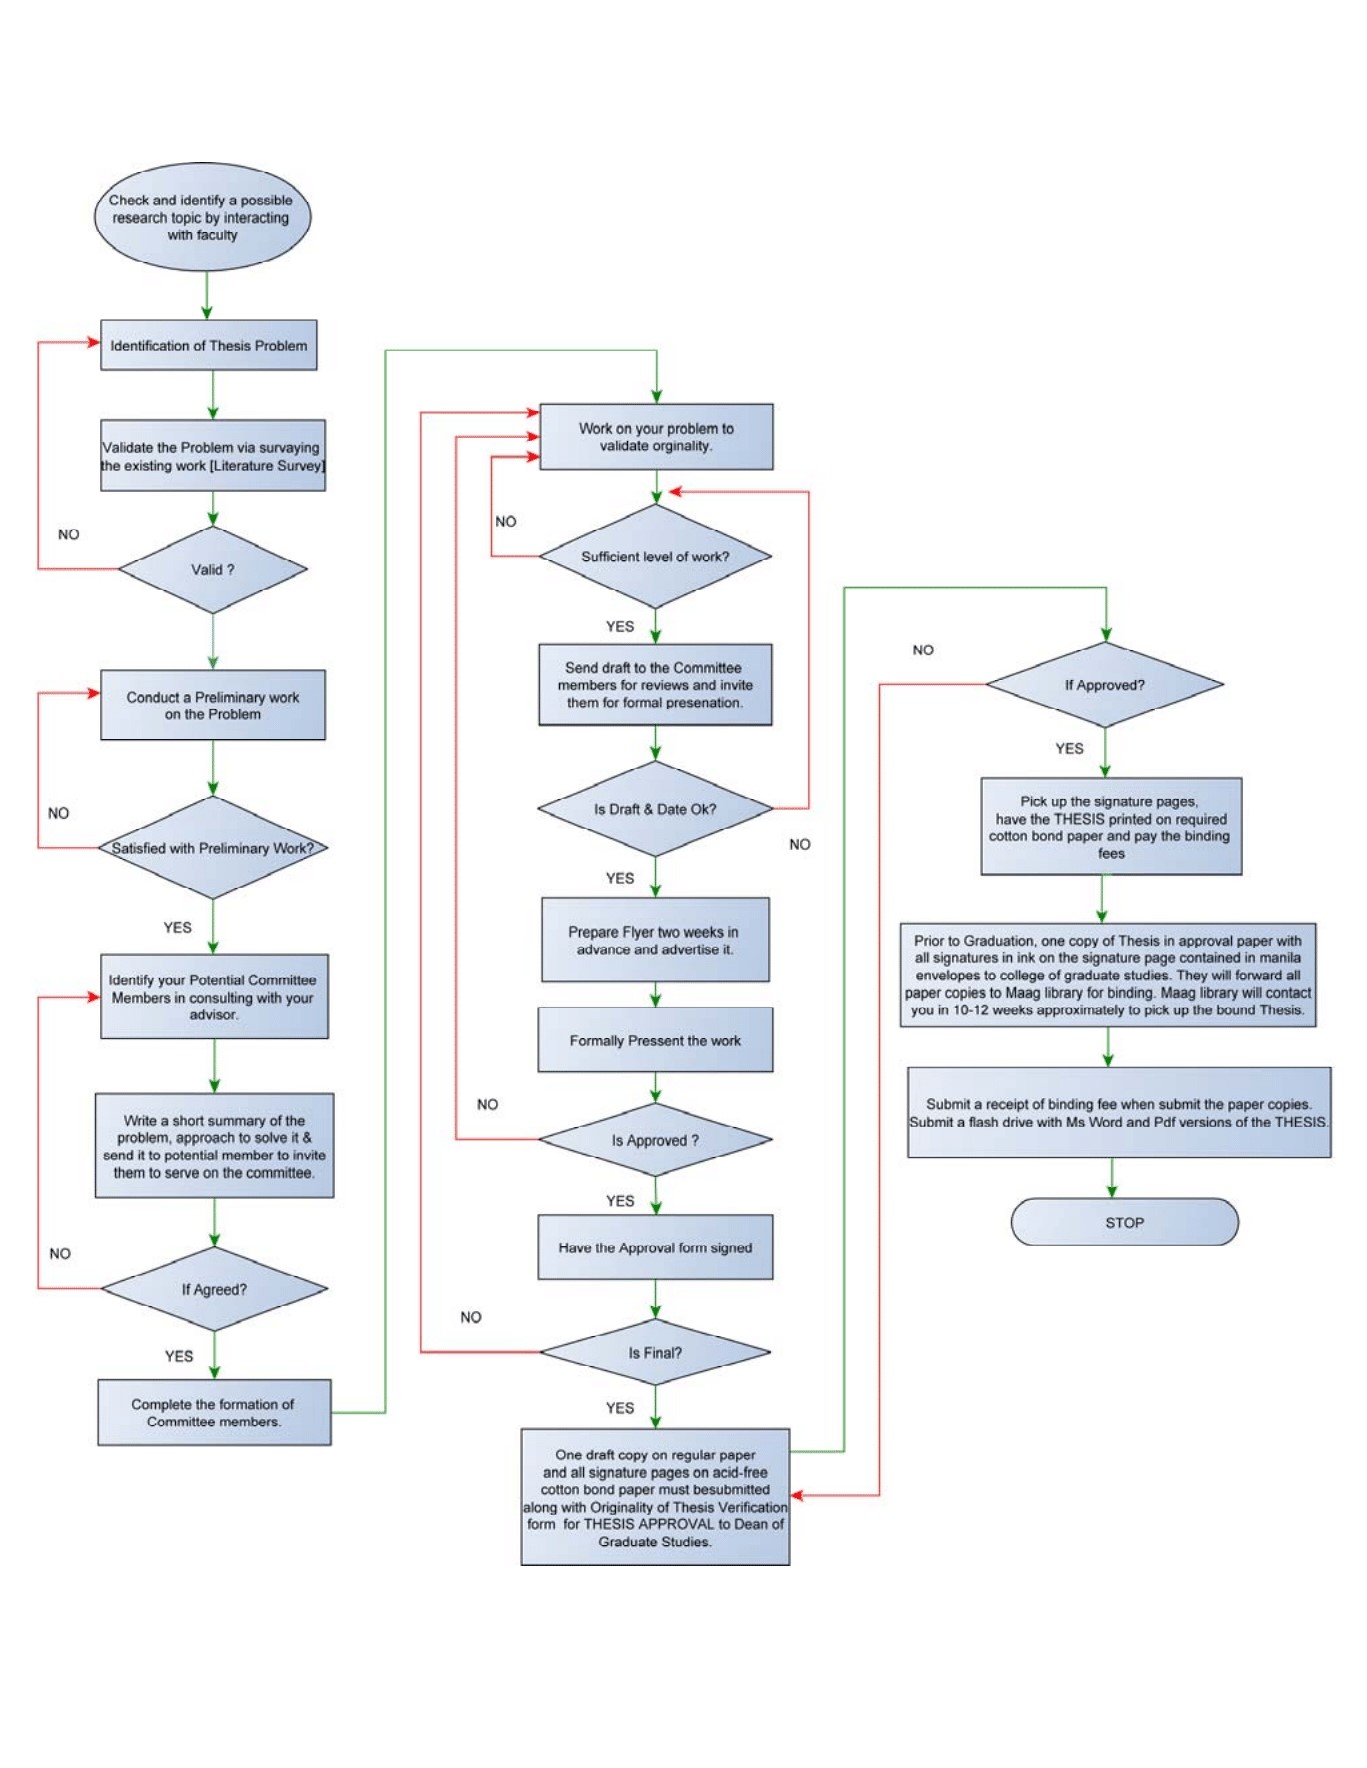 Check and identify a possible
research topic by interacting
with faculty
Identification of Thesis Problem
Validate the Problem via survaying
the existing work [Literature Survey]
NO
Valid ?
Conduct a Preliminary work
on the Problem
NO
Satisfied with Preliminary Work?
YES
Identify your Potential Committee
Members in consulting with your
advisor.
Write a short summary of the
problem, approach to solve it &
send it to potential member to invite
them to serve on the committee.
NO
If Agreed?
YES
Complete the formation of
Committee members.
Work on your problem to
validate orginality.
NO
Sufficient level of work?
YES
Send draft to the Committee
members for reviews and invite
them for formal presenation.
Is Draft & Date Ok?
NO
YES
Prepare Flyer two weeks in
advance and advertise it.
Formally Pressent the work
NO
Is Approved ?
YES
Have the Approval form signed
NO
Is Final?
YES
One draft copy on regular paper
and all signature pages on acid-free
cotton bond paper must besubmitted
along with Originality of Thesis Verification
form for THESIS APPROVAL to Dean of
Graduate Studies.
NO
If Approved?
YES
Pick up the signature pages,
have the THESIS printed on required
cotton bond paper and pay the binding
fees
Prior to Graduation, one copy of Thesis in approval paper with
all signatures in ink on the signature page contained in manila
envelopes to college of graduate studies. They will forward all
paper copies to Maag library for binding. Maag library will contact
you in 10-12 weeks approximately to pick up the bound Thesis.
Submit a receipt of binding fee when submit the paper copies.
Submit a flash drive with Ms Word and Pdf versions of the THESIS.
STOP